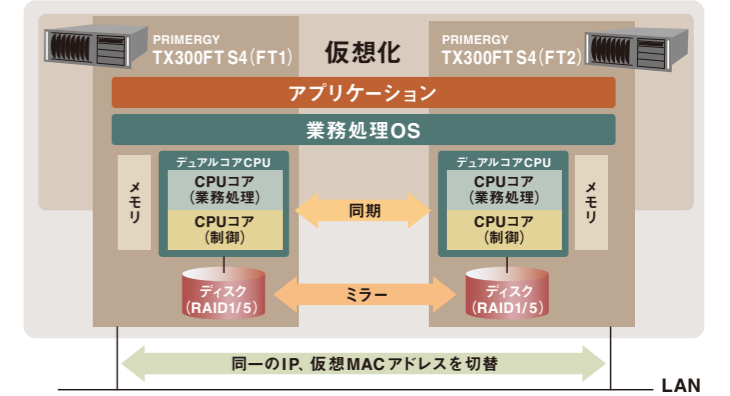 PRIMERGY
TX300FT S4(FT1)
仮想化
PRIMERGY
TX300FT S4(FT2)
アプリケーション
業務処理OS
メモリ
デュアルコアCPU
CPUコア
(業務処理)
CPUコア
(制御)
同期
デュアルコアCPU
CPUコア
(業務処理)
CPUコア
(制御)
メモリ
ディスク
(RAID1/5)
ミラー
ディスク
(RAID1/5)
同一のIP、仮想MACアドレスを切替
LAN